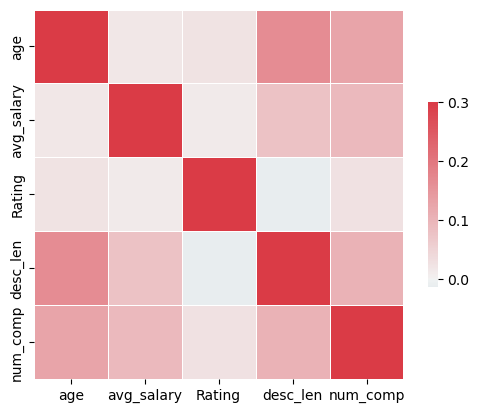 age
avg_salary
Rating
desc_len
num_comp
age
avg_salary
Rating
desc_len
num_comp
0.3
0.2
0.1
0.0